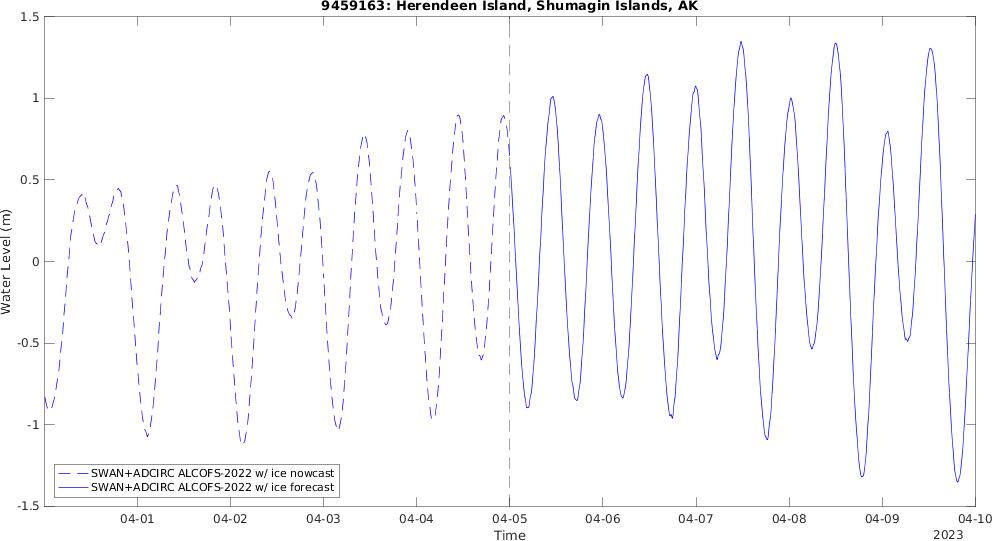 9459163: Herendeen Island, Shumagin Islands, AK
1.5
1
0.5
0
-0.5
-1
-1.5
Water Level (m)
SWAN+ADCIRC ALCOFS-2022 w/ ice nowcast
SWAN+ADCIRC ALCOFS-2022 w/ ice forecast
04-01 04-02 04-03 04-04 04-05 04-06 04-07 04-08 04-09 04-10
Time
2023